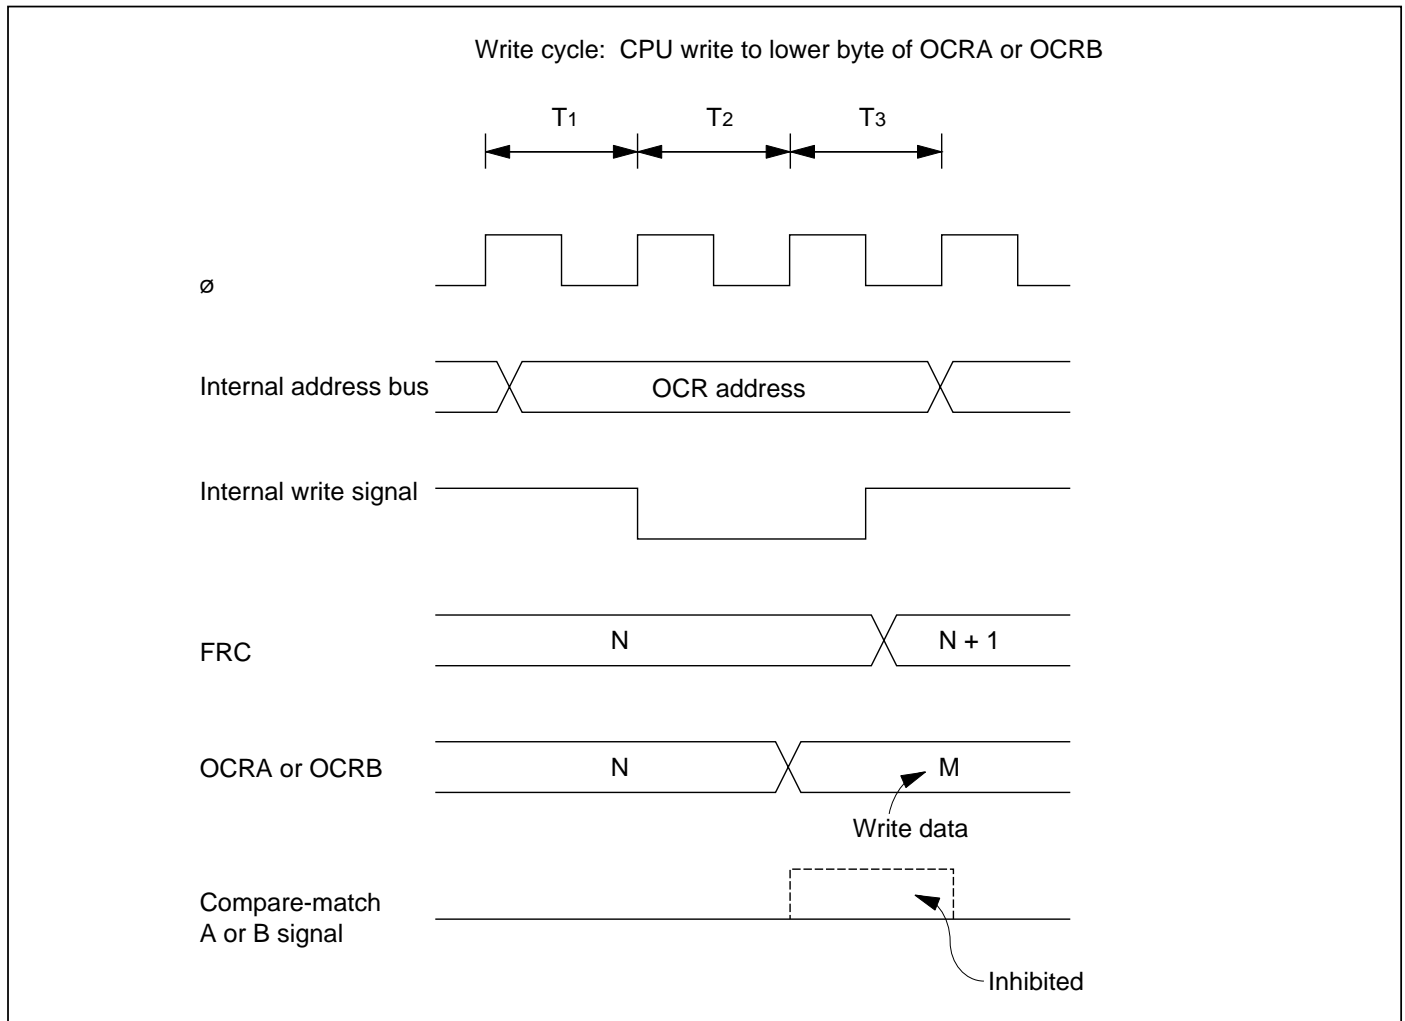 Write cycle: CPU write to lower byte of OCRA or OCRB
T1 T2 T3
ø
Internal address bus
OCR address
Internal write signal
FRC
N
N + 1
OCRA or OCRB
N
M
Write data
Compare-match
A or B signal
Inhibited